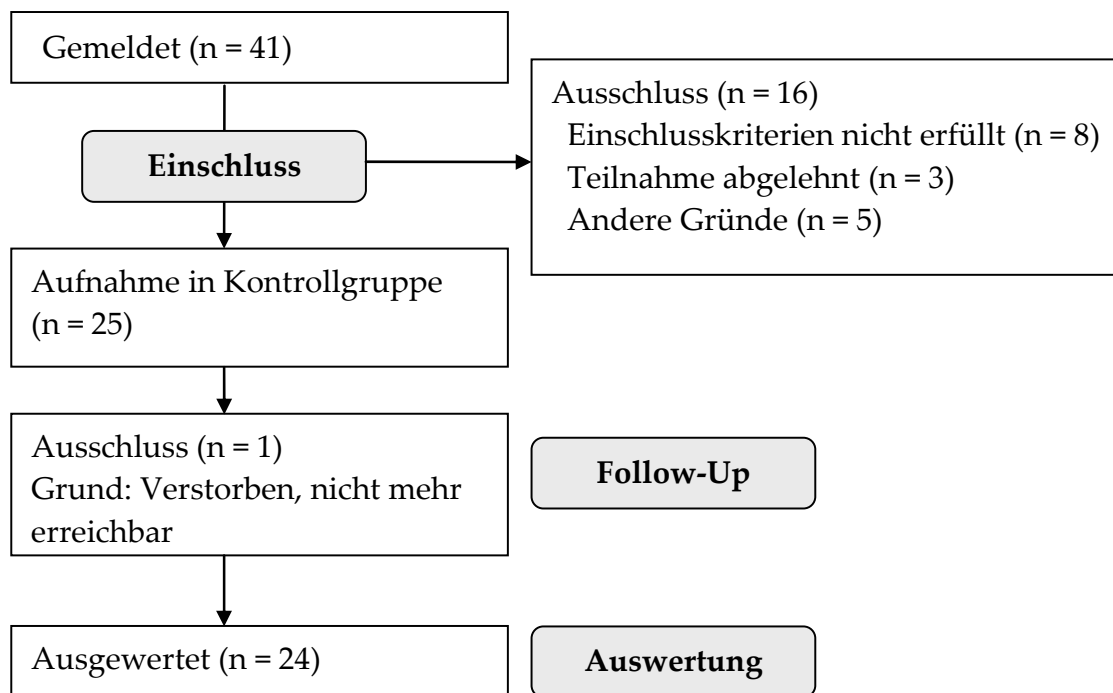 Gemeldet (n = 41)
Ausschluss (n = 16)
Einschlusskriterien nicht erfüllt (n = 8)
Teilnahme abgelehnt (n = 3)
Andere Gründe (n = 5)
Einschluss
Aufnahme in Kontrollgruppe
(n = 25)
Ausschluss (n = 1)
Grund: Verstorben, nicht mehr
erreichbar
Follow-Up
Ausgewertet (n = 24)
Auswertung